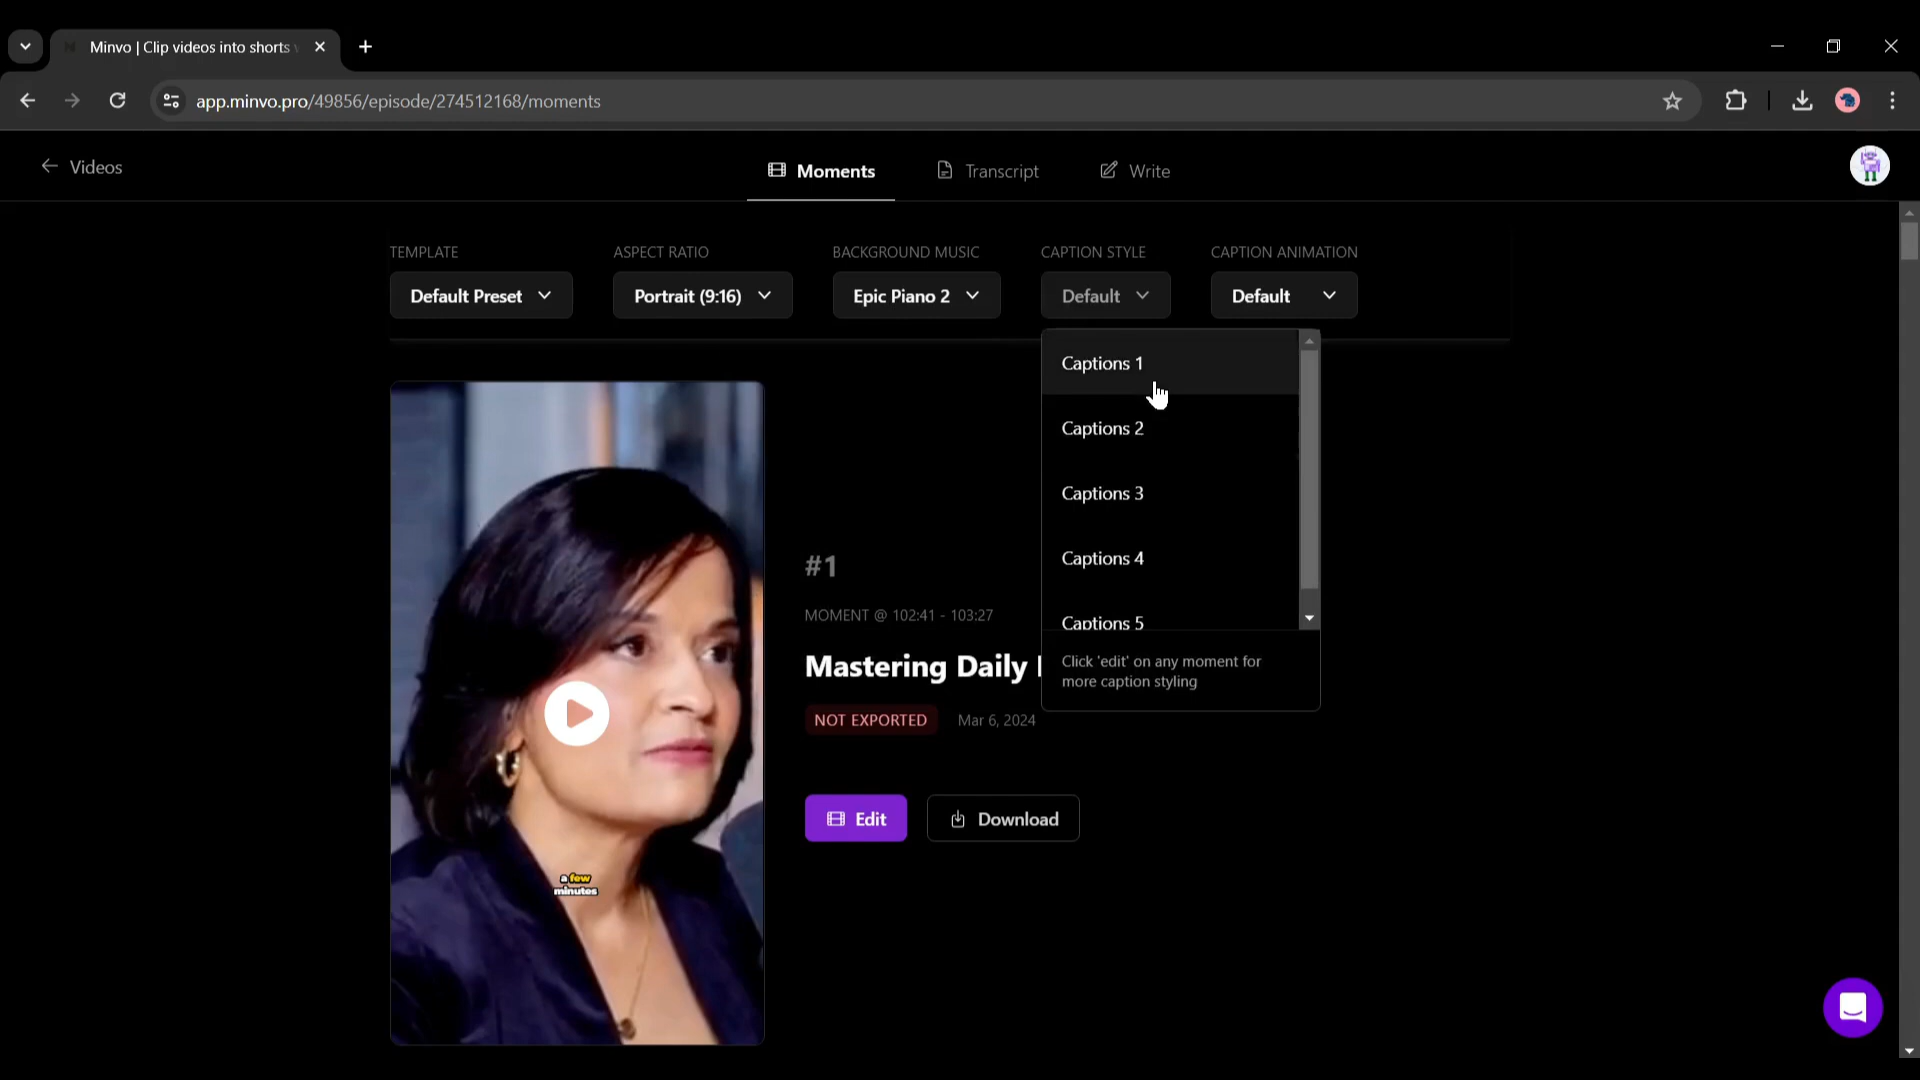 Minvo | Clip videos into shorts
app.minvo.pro/49856/episode/274512168/moments
Videos
Moments
Transcript
Write
TEMPLATE
ASPECT RATIO
BACKGROUND MUSIC
CAPTION STYLE
CAPTION ANIMATION
Default Preset
Portrait (9:16)
Epic Piano 2
Default
Default
Captions 1
Captions 2
Captions 3
Captions 4
Captions 5
Click 'edit' on any moment for
more caption styling
#1
MOMENT @ 102:41 - 103:27
Mastering Daily
NOT EXPORTED
Mar 6, 2024
Edit
Download
a few
minutes